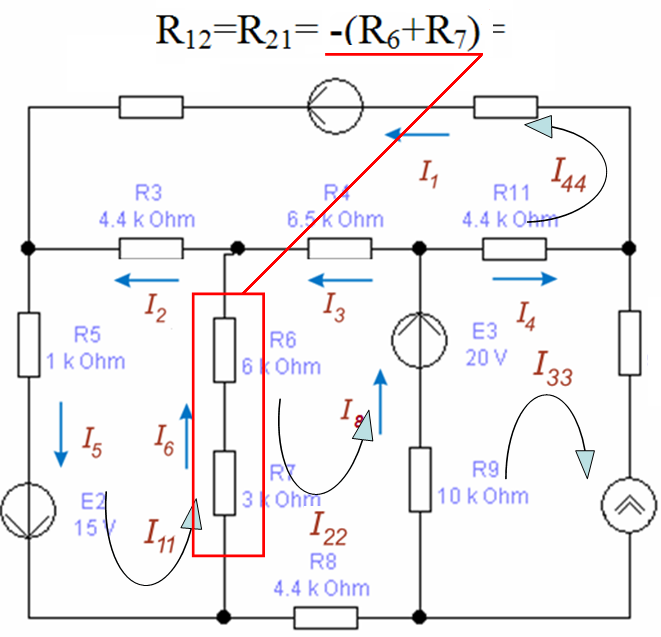 R₁₂=R₂₁= -(R₆+R₇) =
I₁
I₄₄
R3
4.4 k Ohm
R4
6.5 k Ohm
R11
4.4 k Ohm
I₂
I₃
I₄
R5
1 k Ohm
R6
6 k Ohm
E3
20 V
I₃₃
I₅
I₆
I₈
R7
3 k Ohm
R9
10 k Ohm
E2
15 V
I₁₁
I₂₂
R8
4.4 k Ohm